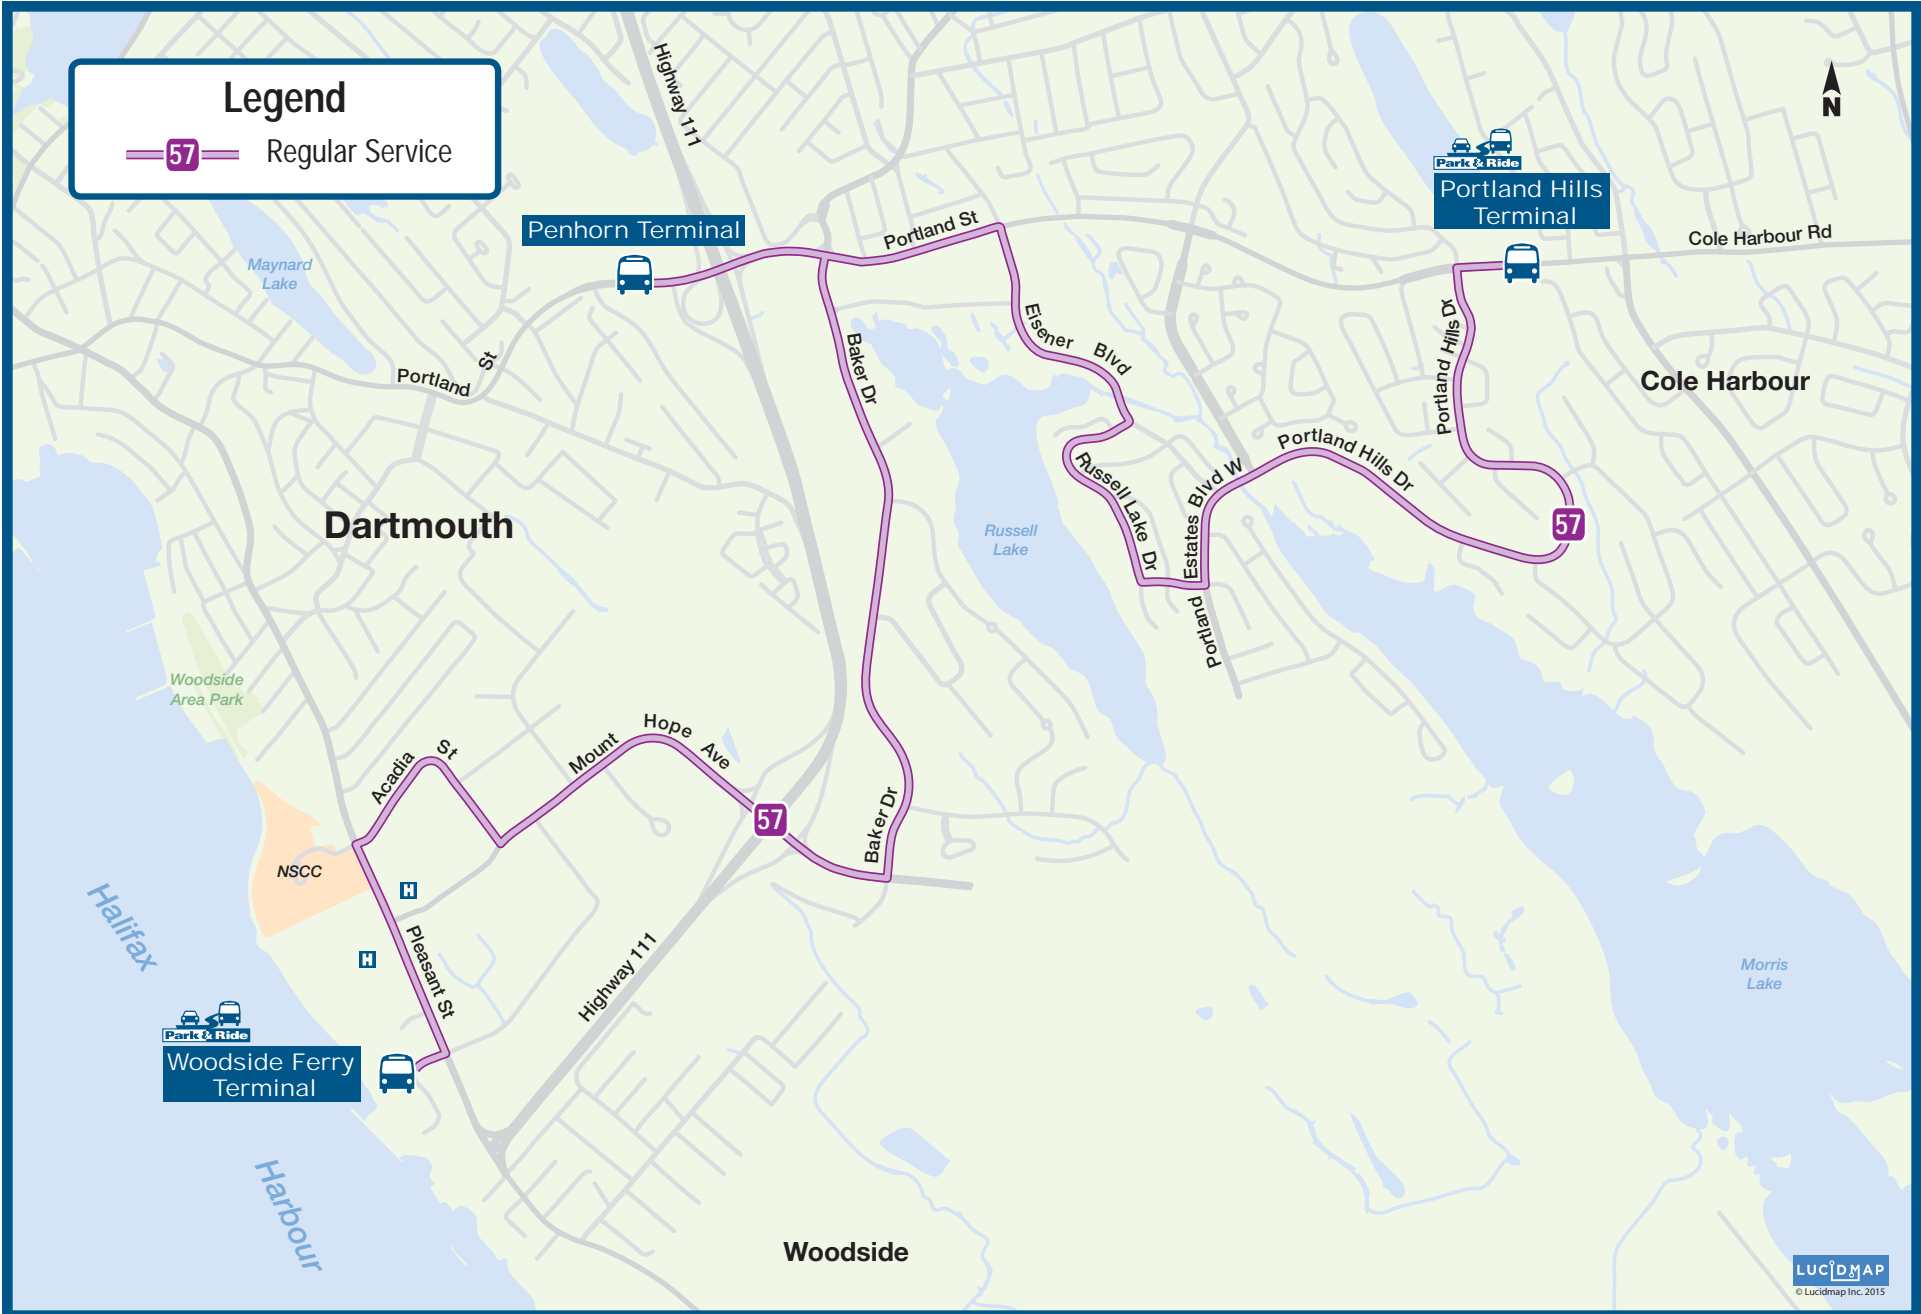 Legend
57
Regular Service
Highway 111
N
Park & Ride
Portland Hills
Terminal
Penhorn Terminal
Portland St
Cole Harbour Rd
Maynard
Lake
Eisener Blvd
Portland Hills Dr
Baker Dr
Portland St
Cole Harbour
Portland Hills Dr
Russell Lake Dr
Estates Blvd W
Portland
57
Dartmouth
Russell
Lake
Woodside
Area Park
Acadia St
Mount Hope Ave
57
Baker Dr
NSCC
H
H
Pleasant St
Highway 111
Halifax
Harbour
Morris
Lake
Park & Ride
Woodside Ferry
Terminal
Woodside
LUCIDMAP
© Lucidmap Inc. 2015